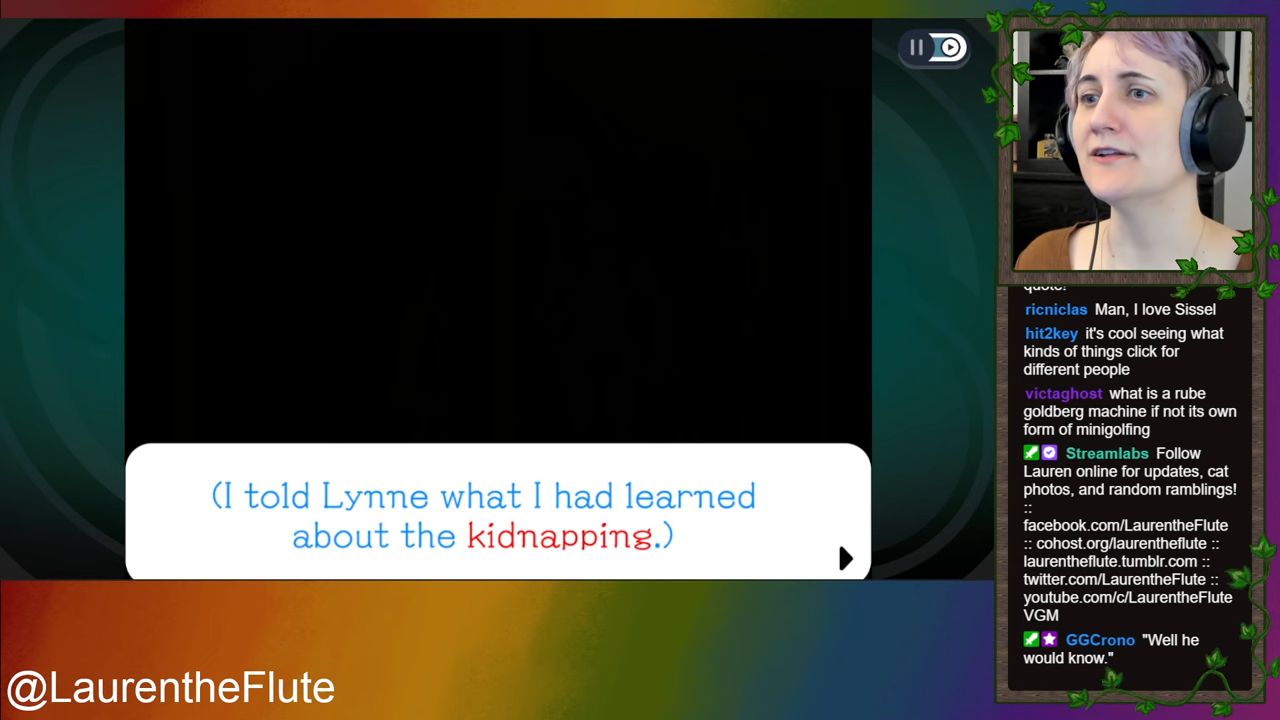 (I told Lynne what I had learned
about the kidnapping.)
@LaurentheFlute
quote!
ricniclas Man, I love Sissel
hit2key it's cool seeing what
kinds of things click for
different people
victaghost what is a rube
goldberg machine if not its own
form of minigolfing
Streamlabs Follow
Lauren online for updates, cat
photos, and random ramblings!
::
facebook.com/LaurentheFlute
:: cohost.org/laurentheflute ::
laurentheflute.tumblr.com ::
twitter.com/LaurentheFlute ::
youtube.com/c/LaurentheFlute
VGM
GGCrono "Well he
would know."